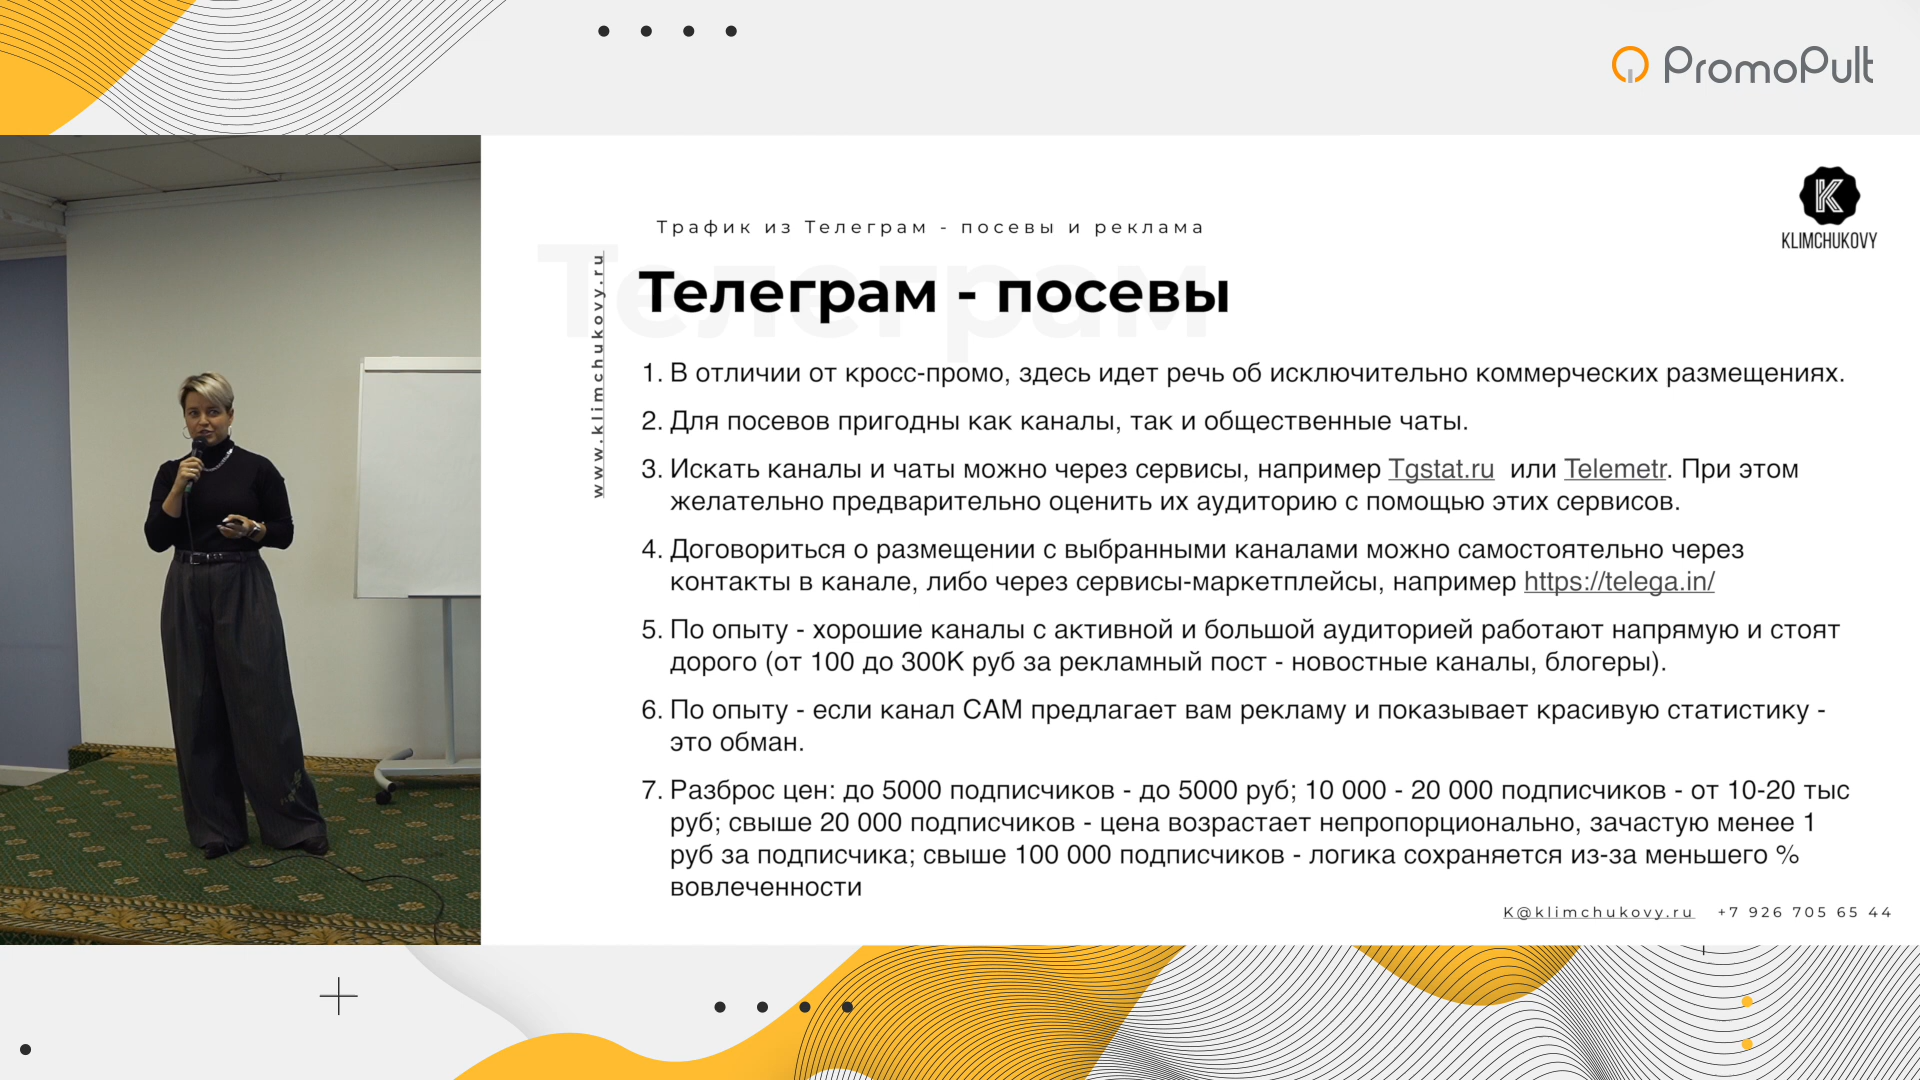 PromoPult
KLIMCHUKOVY
Трафик из Телеграм - посевы и реклама
Телеграм
Телеграм - посевы
www.klimchukovy.ru
1. В отличии от кросс-промо, здесь идет речь об исключительно коммерческих размещениях.
2. Для посевов пригодны как каналы, так и общественные чаты.
3. Искать каналы и чаты можно через сервисы, например Tgstat.ru или Telemetr. При этом
желательно предварительно оценить их аудиторию с помощью этих сервисов.
4. Договориться о размещении с выбранными каналами можно самостоятельно через
контакты в канале, либо через сервисы-маркетплейсы, например https://telega.in/
5. По опыту - хорошие каналы с активной и большой аудиторией работают напрямую и стоят
дорого (от 100 до 300К руб за рекламный пост - новостные каналы, блогеры).
6. По опыту - если канал САМ предлагает вам рекламу и показывает красивую статистику -
это обман.
7. Разброс цен: до 5000 подписчиков - до 5000 руб; 10 000 - 20 000 подписчиков - от 10-20 тыс
руб; свыше 20 000 подписчиков - цена возрастает непропорционально, зачастую менее 1
руб за подписчика; свыше 100 000 подписчиков - логика сохраняется из-за меньшего %
вовлеченности
K@klimchukovy.ru +7 926 705 65 44